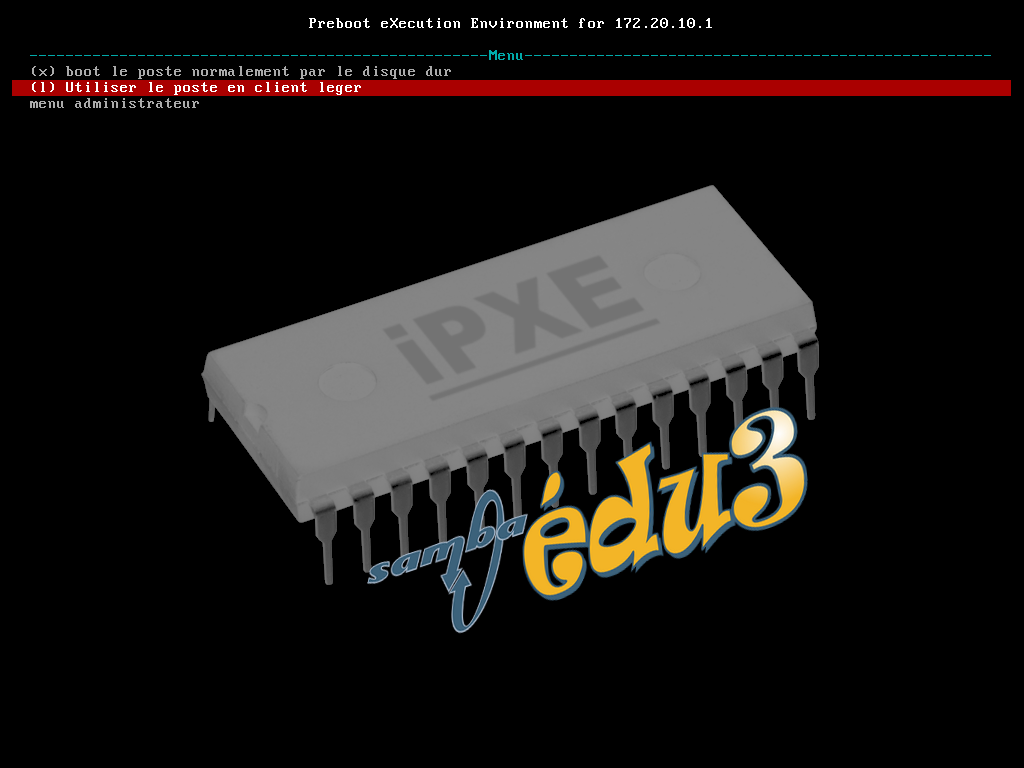 Preboot eXecution Environment for 172.20.10.1
Menu
(x) boot le poste normalement par le disque dur
(l) Utiliser le poste en client leger
menu administrateur
iPXE
samba
édu3